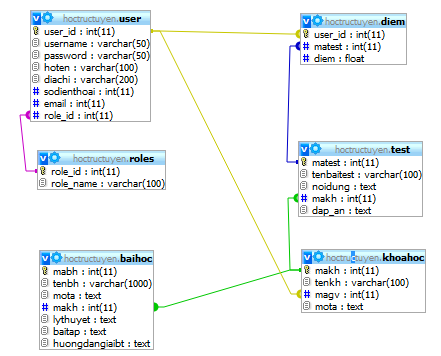 hoctructuyen.user
user_id : int(11)
username : varchar(50)
password : varchar(50)
hoten : varchar(100)
diachi : varchar(200)
sodienthoai : int(11)
email : int(11)
role_id : int(11)
hoctructuyen.diem
user_id : int(11)
matest : int(11)
diem : float
hoctructuyen.roles
role_id : int(11)
role_name : varchar(100)
hoctructuyen.test
matest : int(11)
tenbaitest : varchar(100)
noidung : text
makh : int(11)
dap_an : text
hoctructuyen.baihoc
mabh : int(11)
tenbh : varchar(1000)
mota : text
makh : int(11)
lythuyet : text
baitap : text
huongdangiaibt : text
hoctructuyen.khoahoc
makh : int(11)
tenkh : varchar(100)
magv : int(11)
mota : text